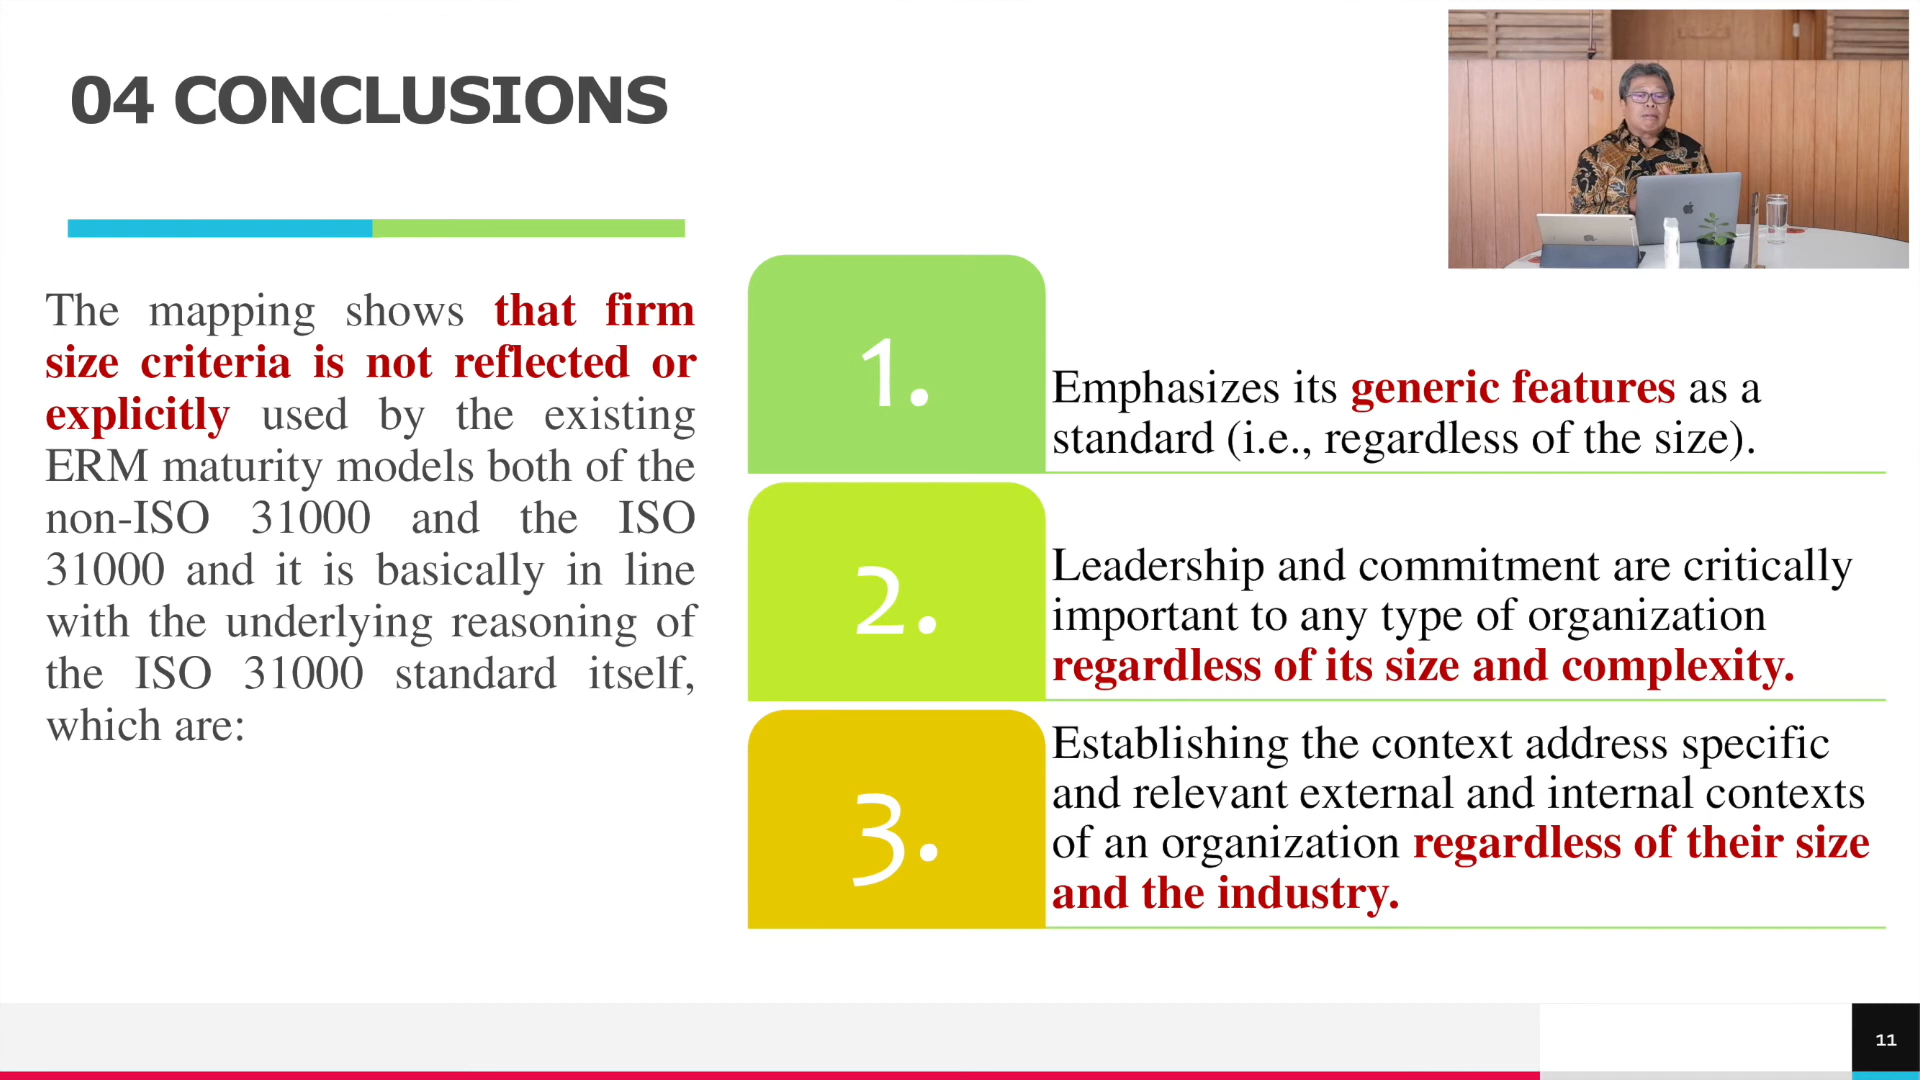 04 CONCLUSIONS
The mapping shows that firm
size criteria is not reflected or
explicitly used by the existing
ERM maturity models both of the
non-ISO 31000 and the ISO
31000 and it is basically in line
with the underlying reasoning of
the ISO 31000 standard itself,
which are:
1.
Emphasizes its generic features as a
standard (i.e., regardless of the size).
2.
Leadership and commitment are critically
important to any type of organization
regardless of its size and complexity.
3.
Establishing the context address specific
and relevant external and internal contexts
of an organization regardless of their size
and the industry.
11